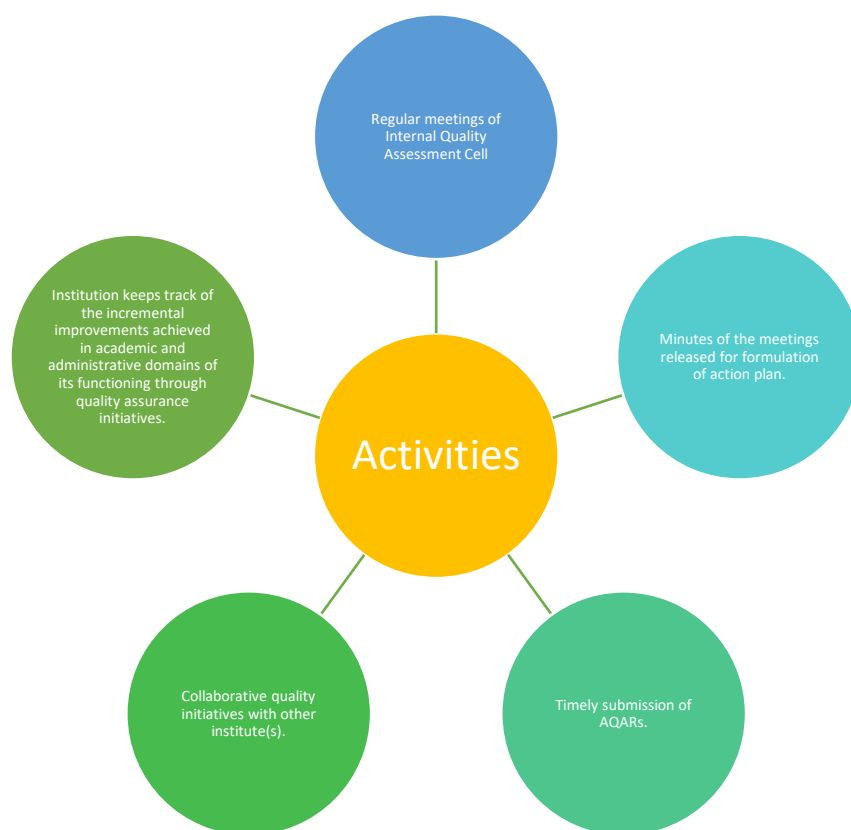 Regular meetings of
Internal Quality
Assessment Cell
Minutes of the meetings
released for formulation
of action plan.
Timely submission of
AQARs.
Collaborative quality
initiatives with other
institute(s).
Institution keeps track of
the incremental
improvements achieved
in academic and
administrative domains of
its functioning through
quality assurance
initiatives.
Activities